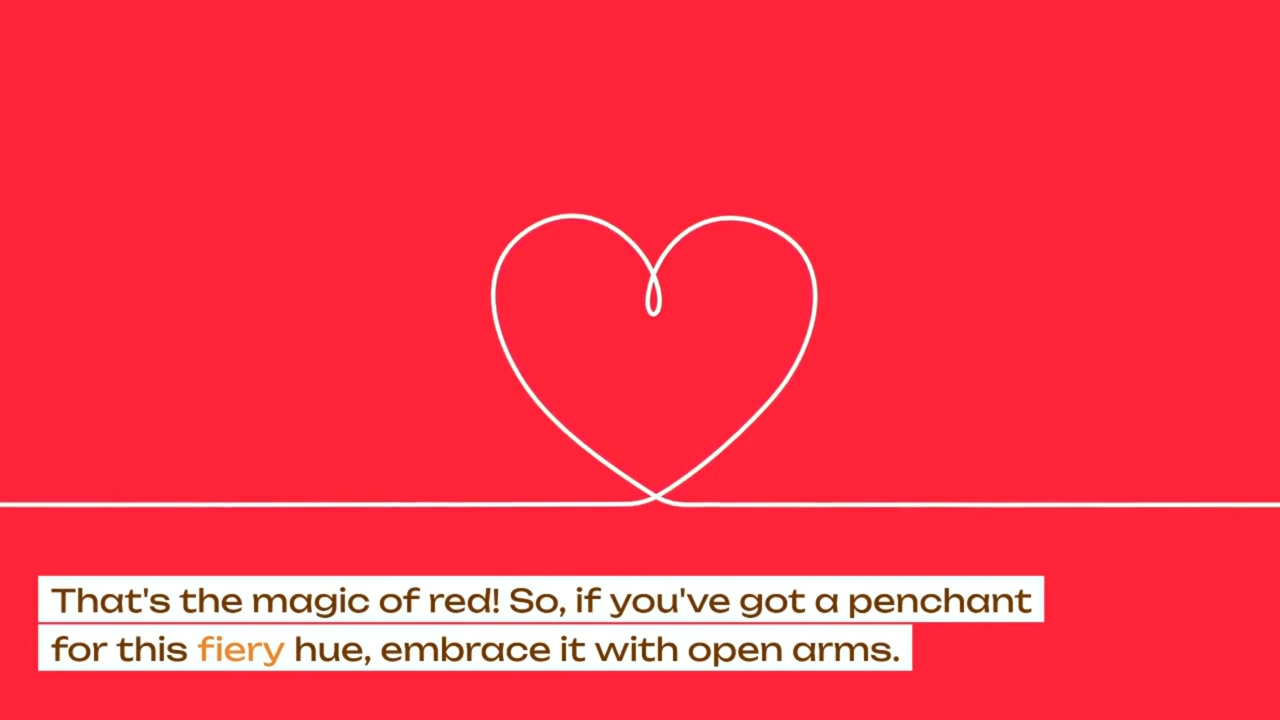 That's the magic of red! So, if you've got a penchant
for this fiery hue, embrace it with open arms.